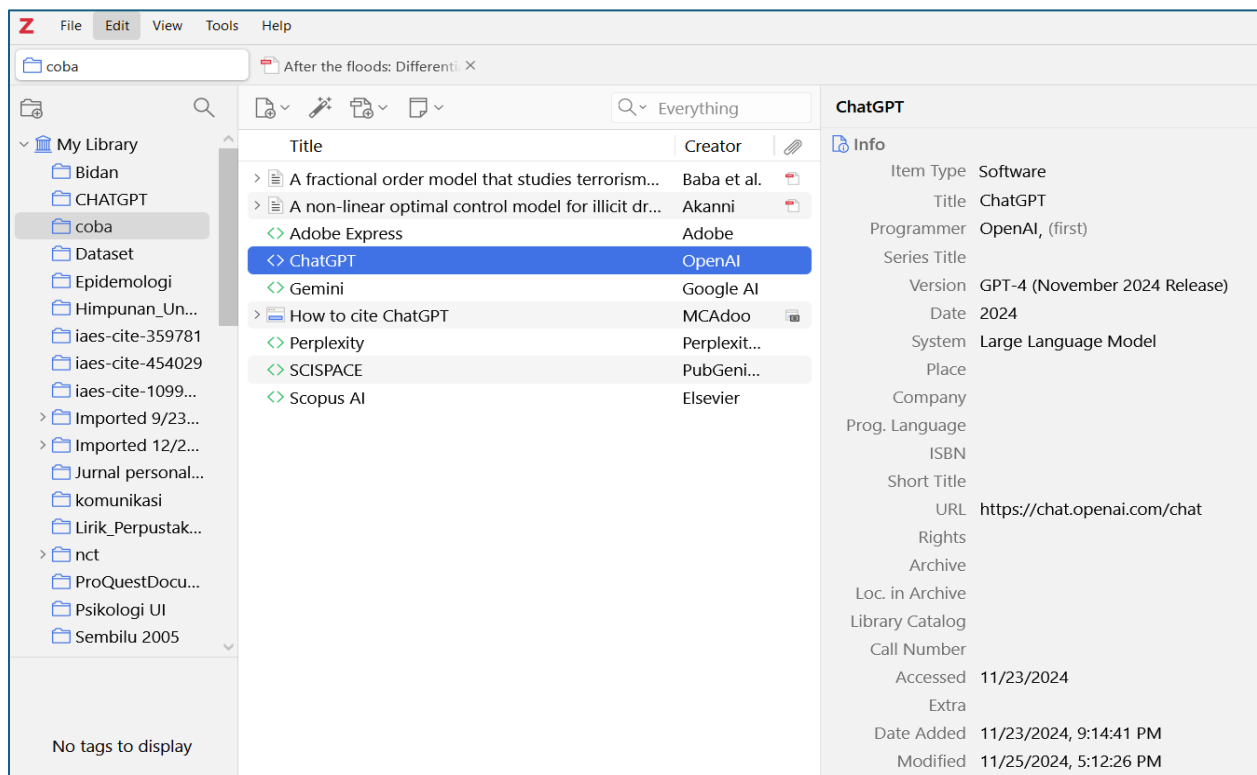 Z File Edit View Tools Help
coba
After the floods: Differenti
My Library
Bidan
CHATGPT
coba
Dataset
Epidemologi
Himpunan_Un...
iaes-cite-359781
iaes-cite-454029
iaes-cite-1099...
Imported 9/23...
Imported 12/2...
Jurnal personal...
komunikasi
Lirik_Perpustak...
nct
ProQuestDocu...
Psikologi UI
Sembilu 2005
No tags to display
Everything
Title Creator
A fractional order model that studies terrorism... Baba et al.
A non-linear optimal control model for illicit dr... Akanni
Adobe Express Adobe
ChatGPT OpenAI
Gemini Google AI
How to cite ChatGPT MCAdoo
Perplexity Perplexit...
SCISPACE PubGeni...
Scopus AI Elsevier
ChatGPT
Info
Item Type Software
Title ChatGPT
Programmer OpenAI, (first)
Series Title
Version GPT-4 (November 2024 Release)
Date 2024
System Large Language Model
Place
Company
Prog. Language
ISBN
Short Title
URL https://chat.openai.com/chat
Rights
Archive
Loc. in Archive
Library Catalog
Call Number
Accessed 11/23/2024
Extra
Date Added 11/23/2024, 9:14:41 PM
Modified 11/25/2024, 5:12:26 PM